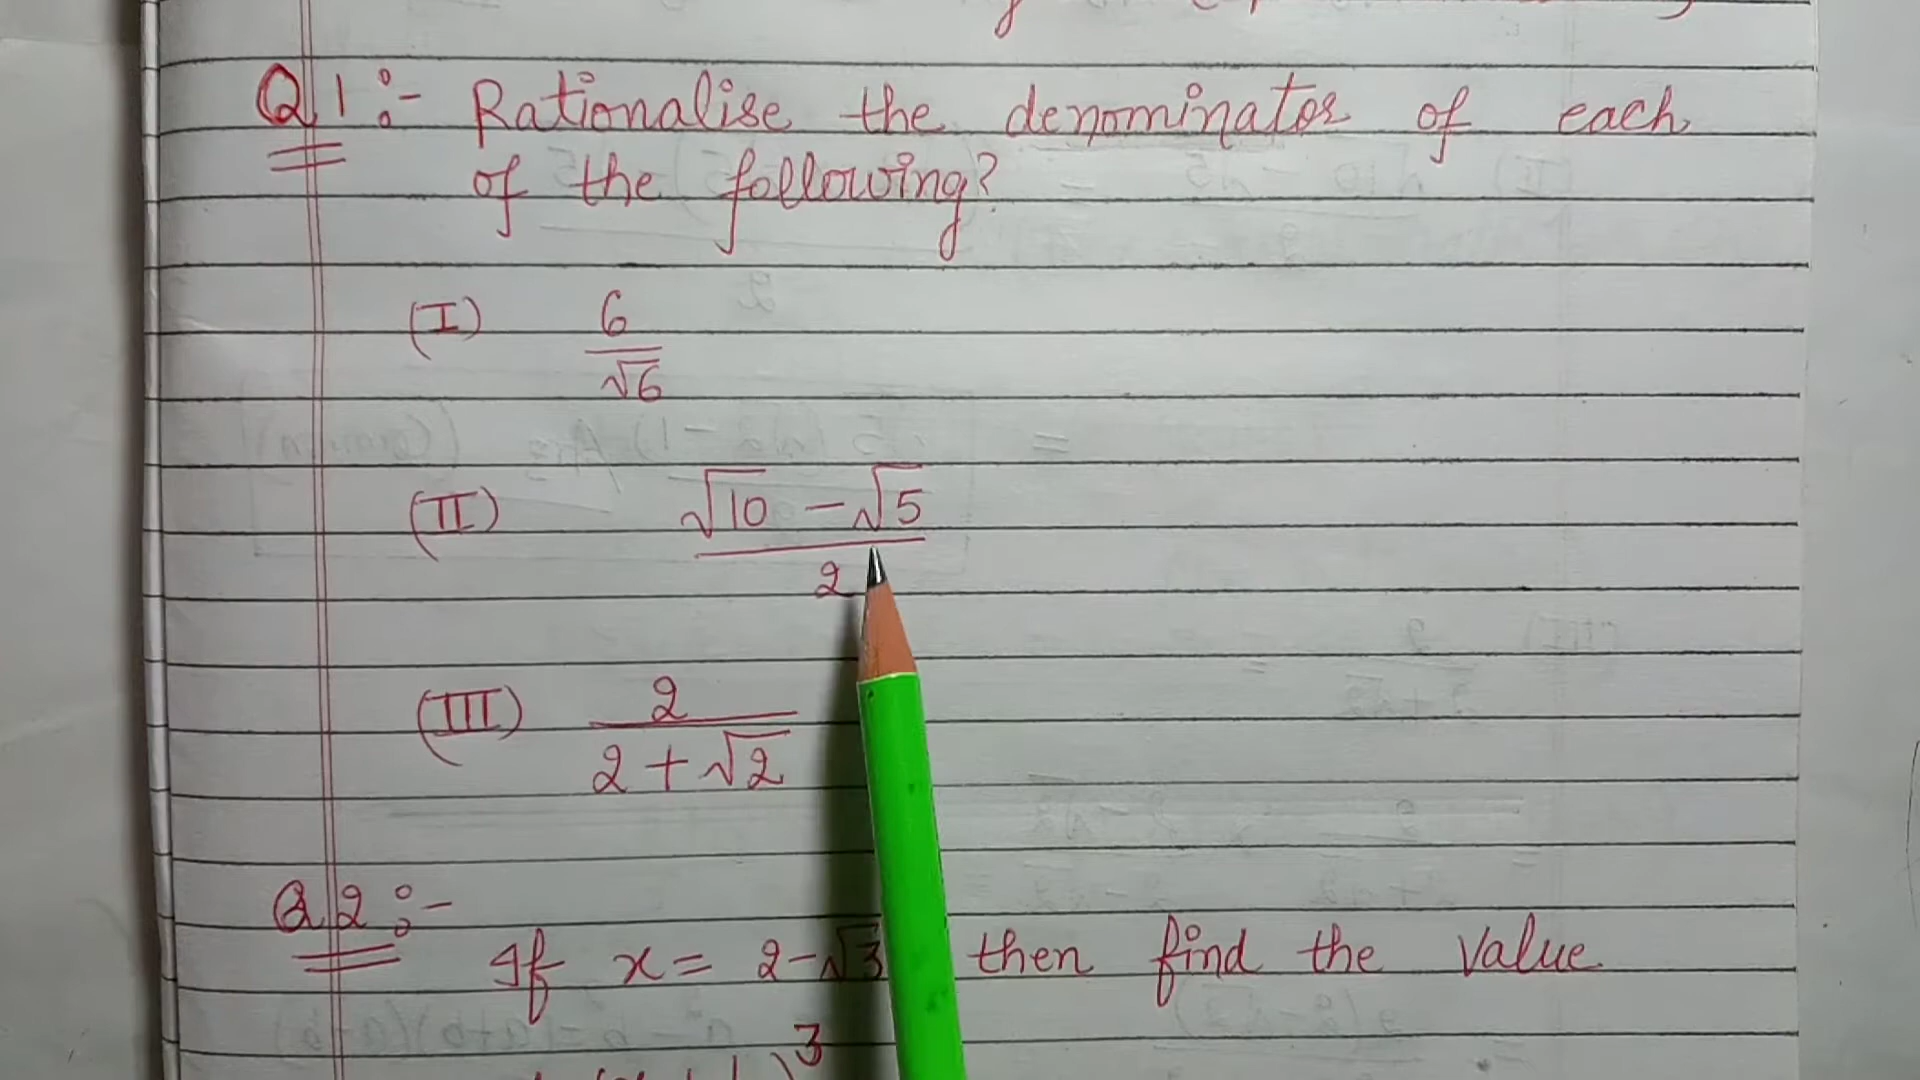 Q1:- Rationalise the denominator of each
of the following?
(I) 6/√6
(II) (√10 - √5)/2
(III) 2/(2+√2)
Q2:-
If x = 2-√3 then find the value
)³